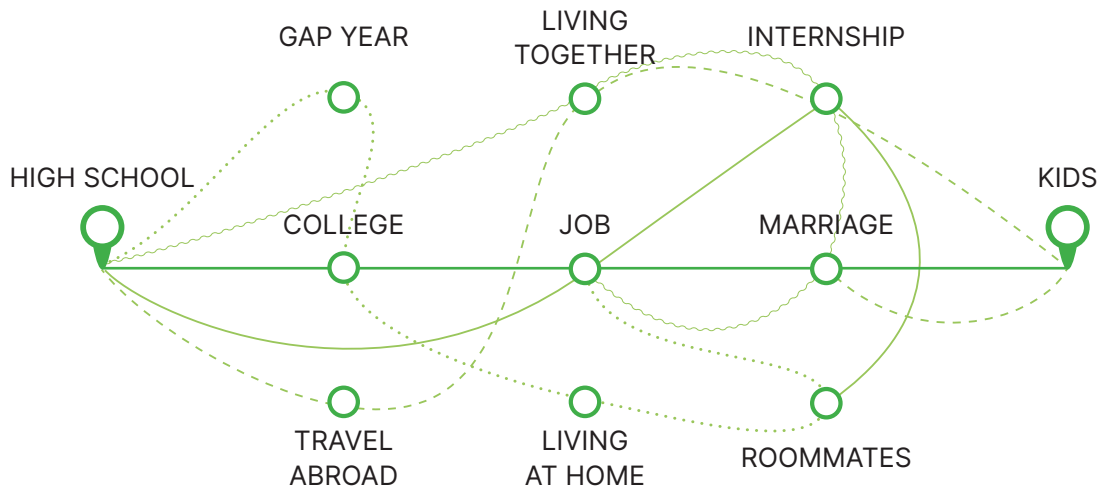 GAP YEAR
LIVING
TOGETHER
INTERNSHIP
HIGH SCHOOL
KIDS
COLLEGE
JOB
MARRIAGE
TRAVEL
ABROAD
LIVING
AT HOME
ROOMMATES